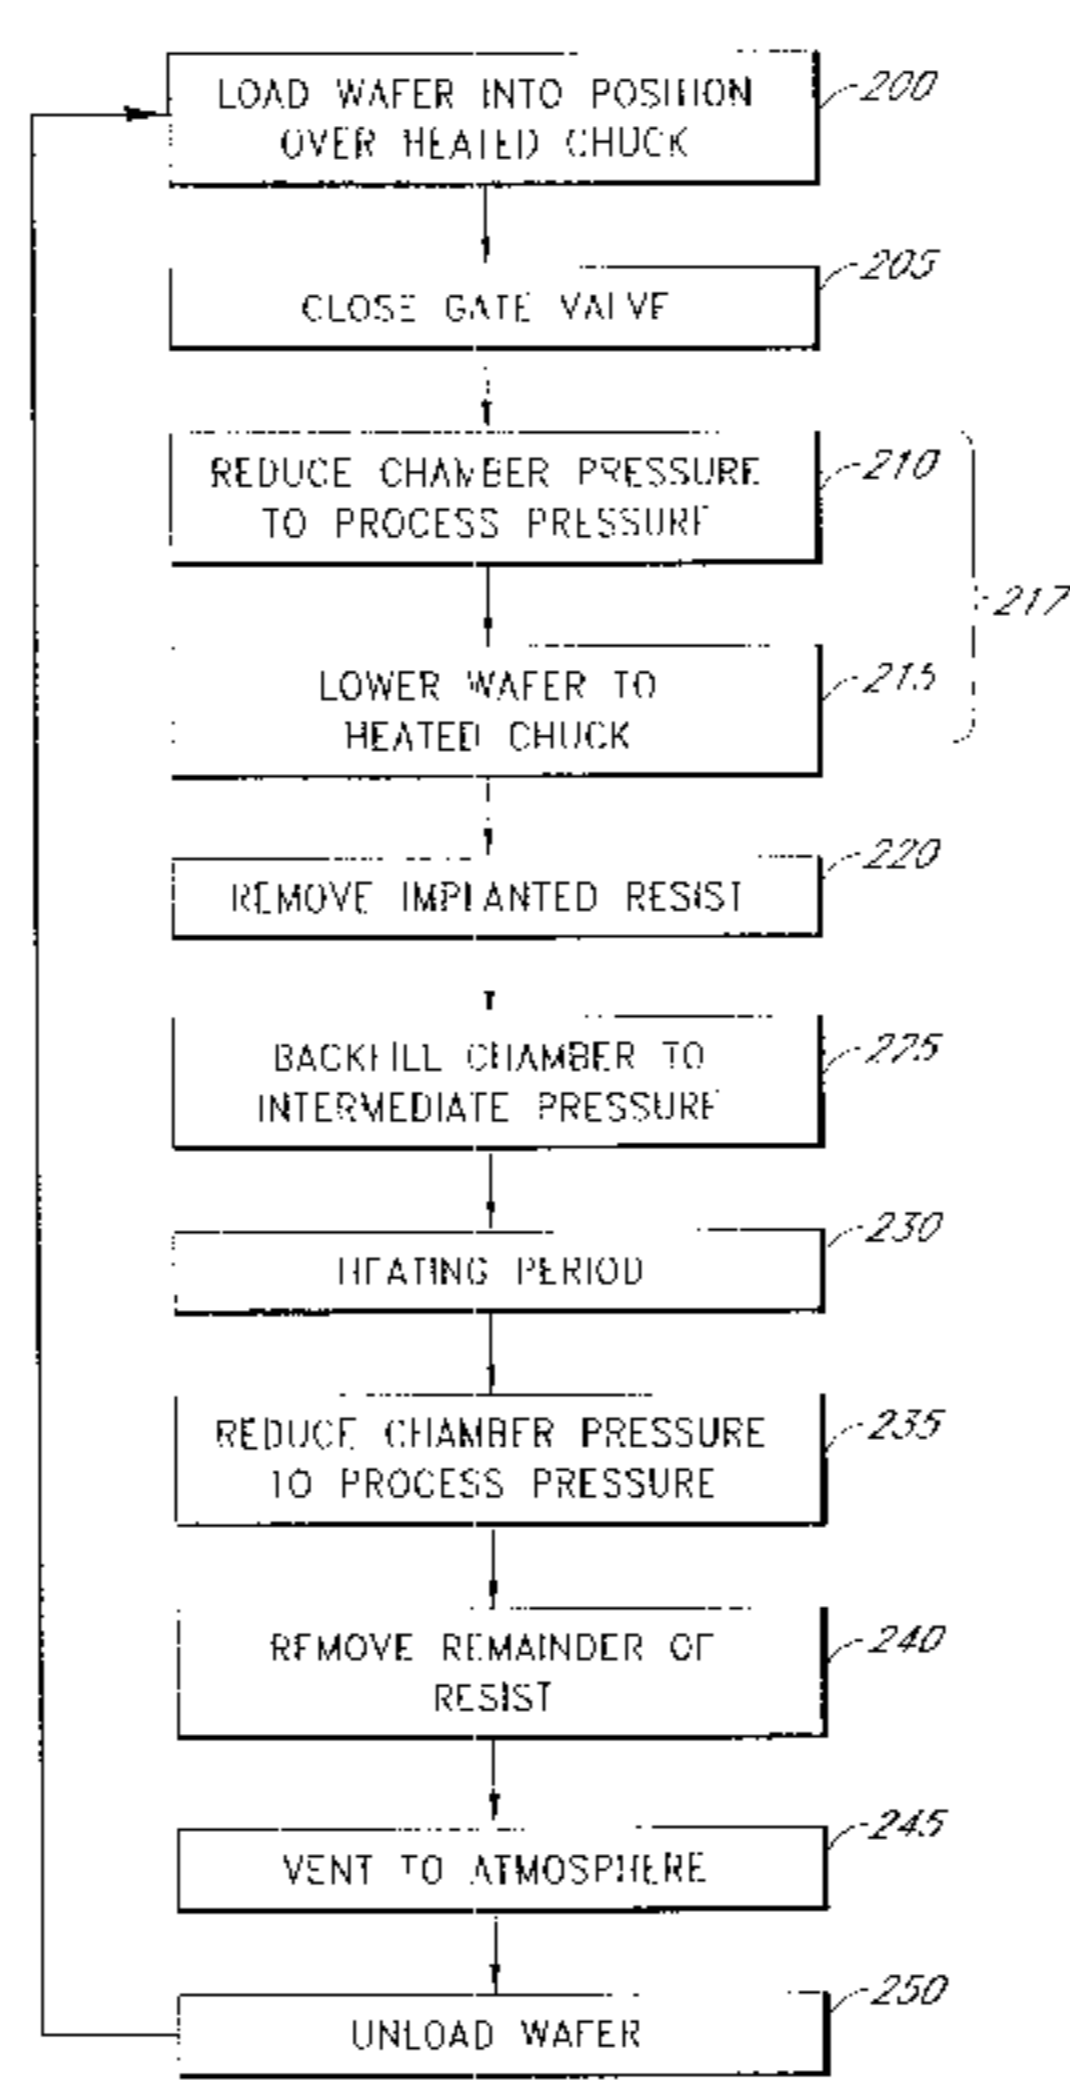 LOAD WAFER INTO POSITION
OVER HEATED CHUCK
200
CLOSE GATE VALVE
205
REDUCE CHAMBER PRESSURE
TO PROCESS PRESSURE
210
217
LOWER WAFER TO
HEATED CHUCK
215
REMOVE IMPLANTED RESIST
220
BACKFILL CHAMBER TO
INTERMEDIATE PRESSURE
225
HEATING PERIOD
230
REDUCE CHAMBER PRESSURE
TO PROCESS PRESSURE
235
REMOVE REMAINDER OF
RESIST
240
VENT TO ATMOSPHERE
245
UNLOAD WAFER
250